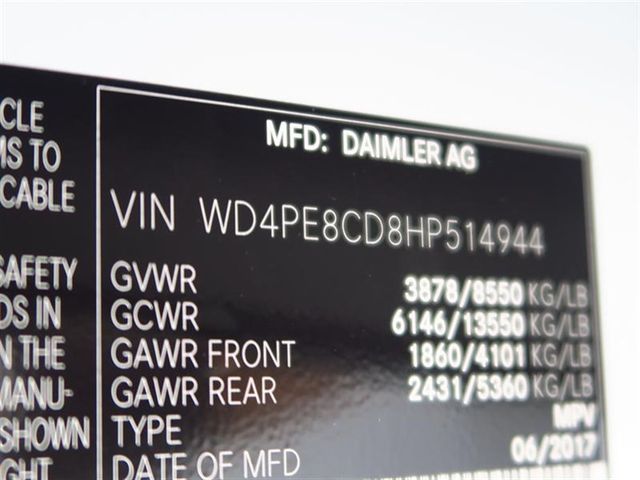 CLE
MS TO
CABLE
SAFETY
DS IN
N THE
MANU-
SHOWN
GHT
MFD: DAIMLER AG
VIN WD4PE8CD8HP514944
GVWR 3878/8550 KG/LB
GCWR 6146/13550 KG/LB
GAWR FRONT 1860/4101 KG/LB
GAWR REAR 2431/5360 KG/LB
TYPE MPV
DATE OF MFD 06/2017